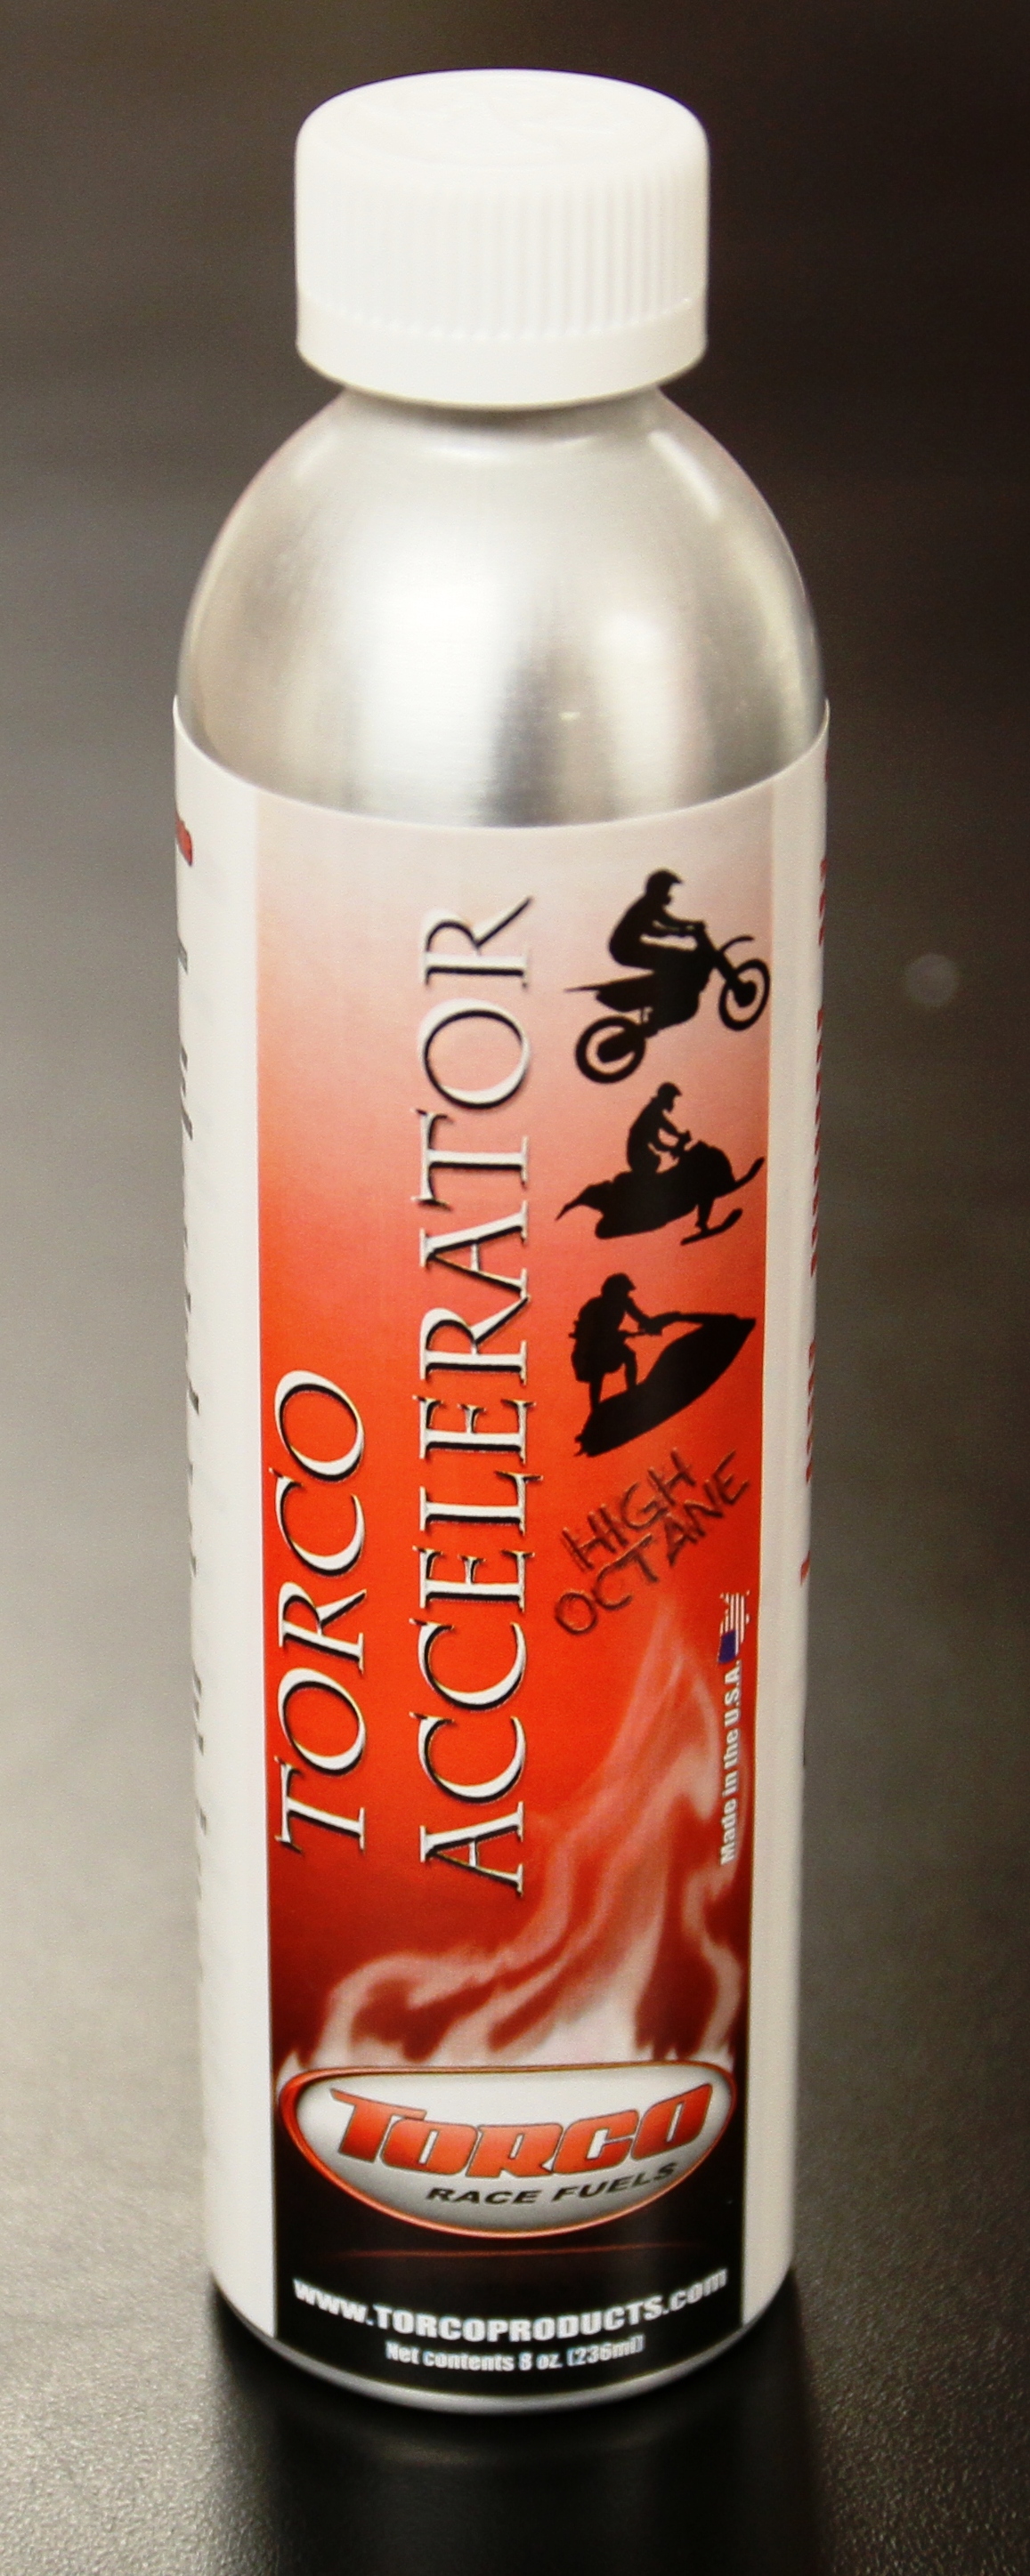 TORCO
ACCELERATOR
HIGH
OCTANE
Made in the U.S.A.
TORCO
RACE FUELS
www.TORCOPRODUCTS.com
Net contents 8 oz. (236ml)